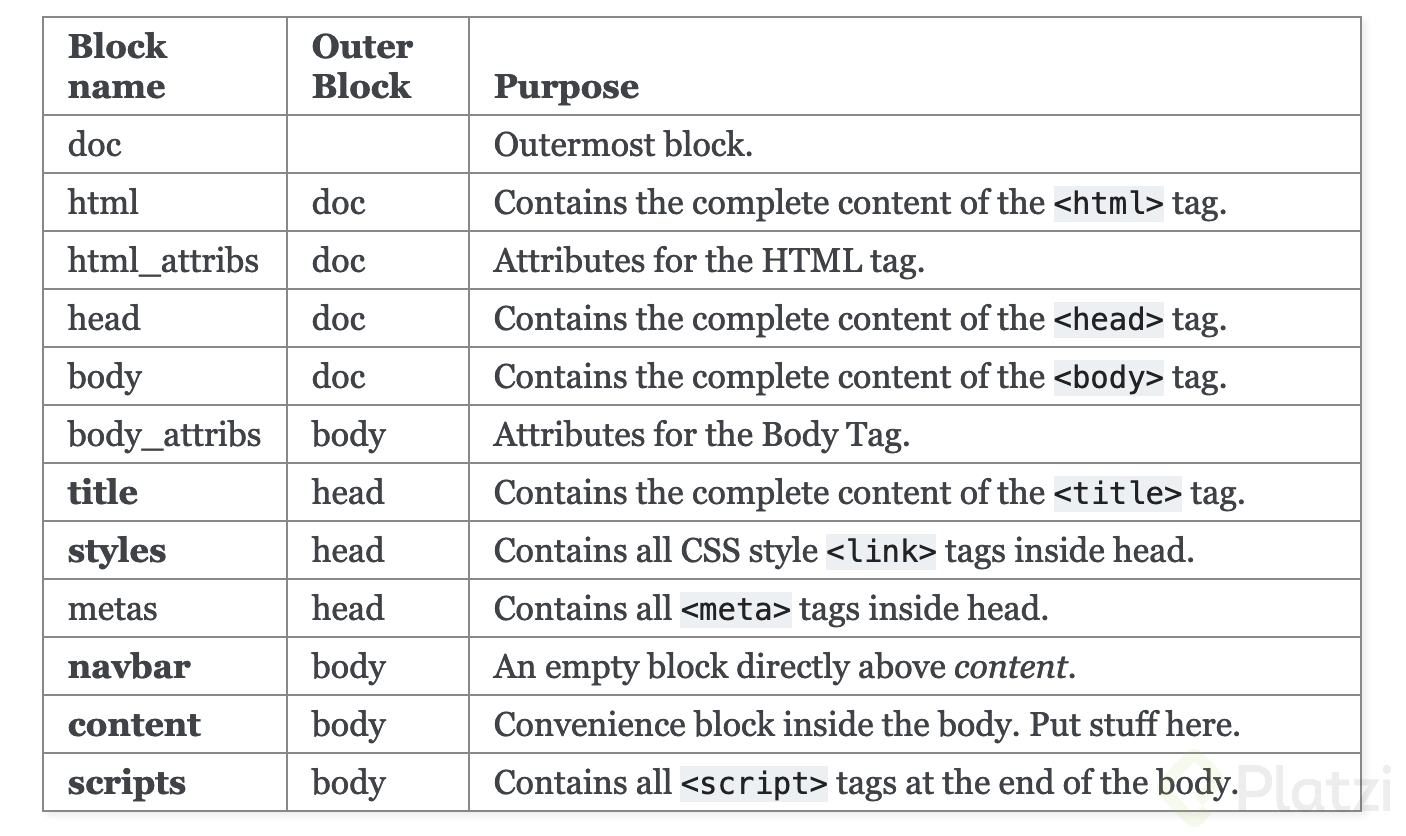 Block name Outer Block Purpose
doc Outermost block.
html doc Contains the complete content of the <html> tag.
html_attribs doc Attributes for the HTML tag.
head doc Contains the complete content of the <head> tag.
body doc Contains the complete content of the <body> tag.
body_attribs body Attributes for the Body Tag.
title head Contains the complete content of the <title> tag.
styles head Contains all CSS style <link> tags inside head.
metas head Contains all <meta> tags inside head.
navbar body An empty block directly above content.
content body Convenience block inside the body. Put stuff here.
scripts body Contains all <script> tags at the end of the body.
Platzi